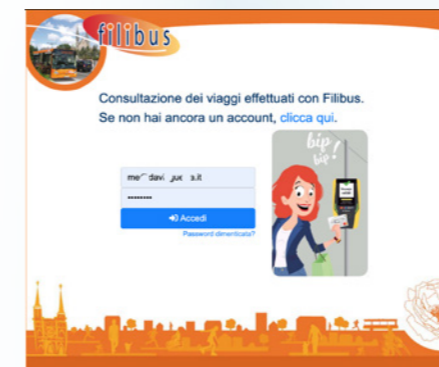 filibus
Consultazione dei viaggi effettuati con Filibus.
Se non hai ancora un account, clicca qui.
bip
bip!
Accedi
Password dimenticata?